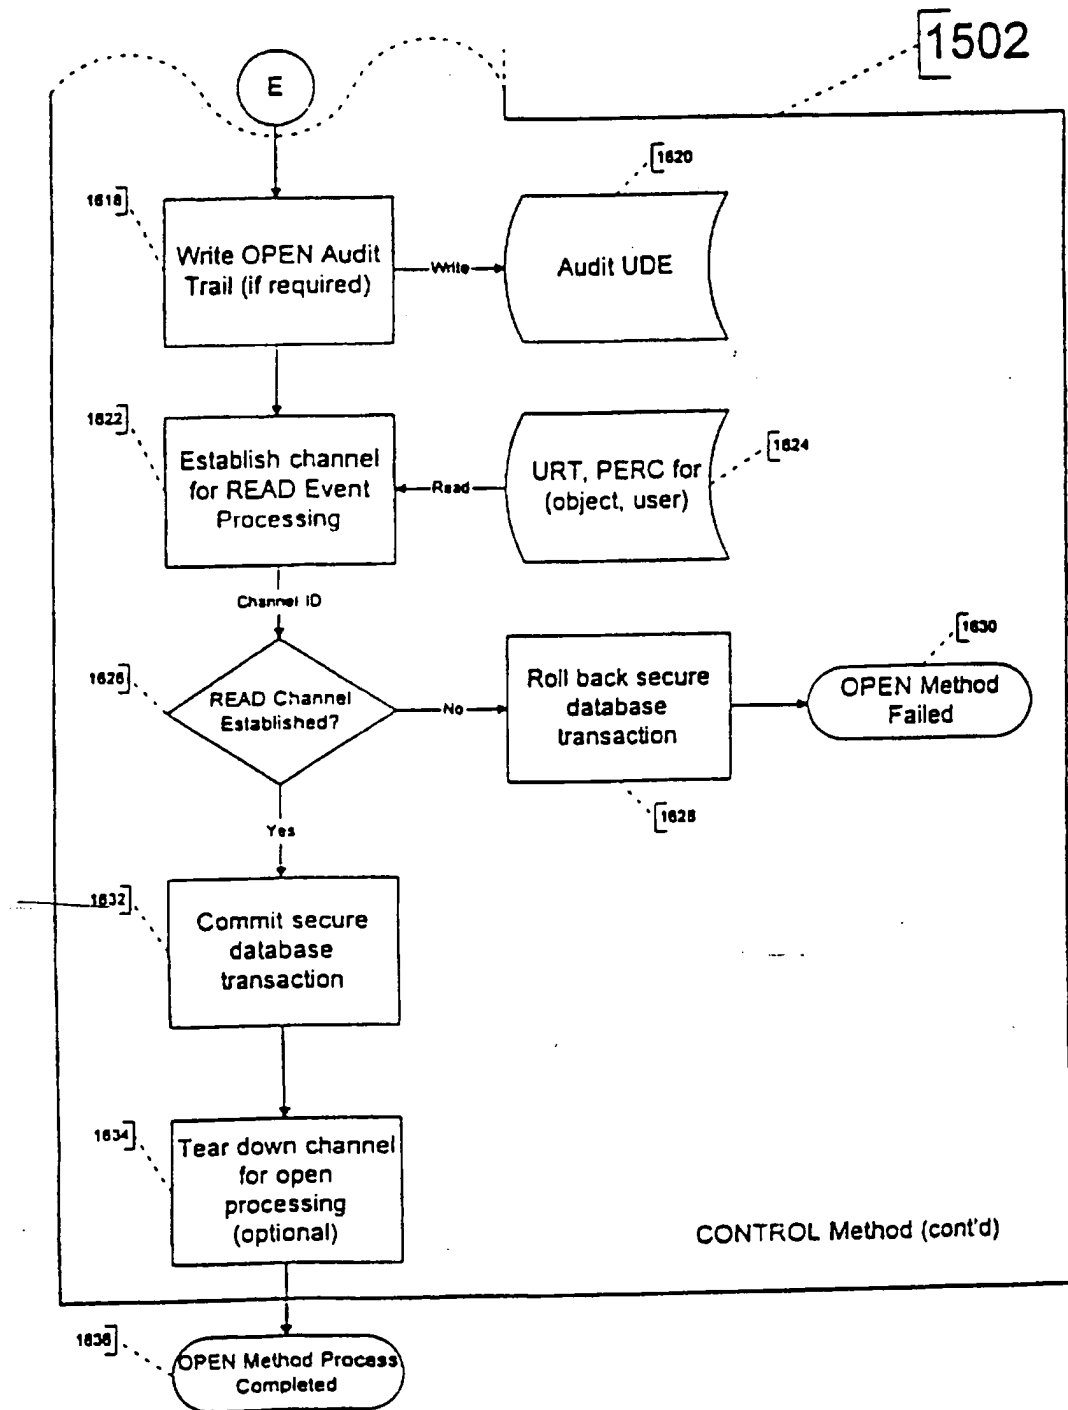 1502
E
1620
1618
Write OPEN Audit
Trail (if required)
Write
Audit UDE
1622
Establish channel
for READ Event
Processing
Read
URT, PERC for
(object, user)
1624
Channel ID
1630
1626
READ Channel
Established?
No
Roll back secure
database
transaction
OPEN Method
Failed
1628
Yes
1632
Commit secure
database
transaction
1634
Tear down channel
for open
processing
(optional)
CONTROL Method (cont'd)
1636
OPEN Method Process
Completed